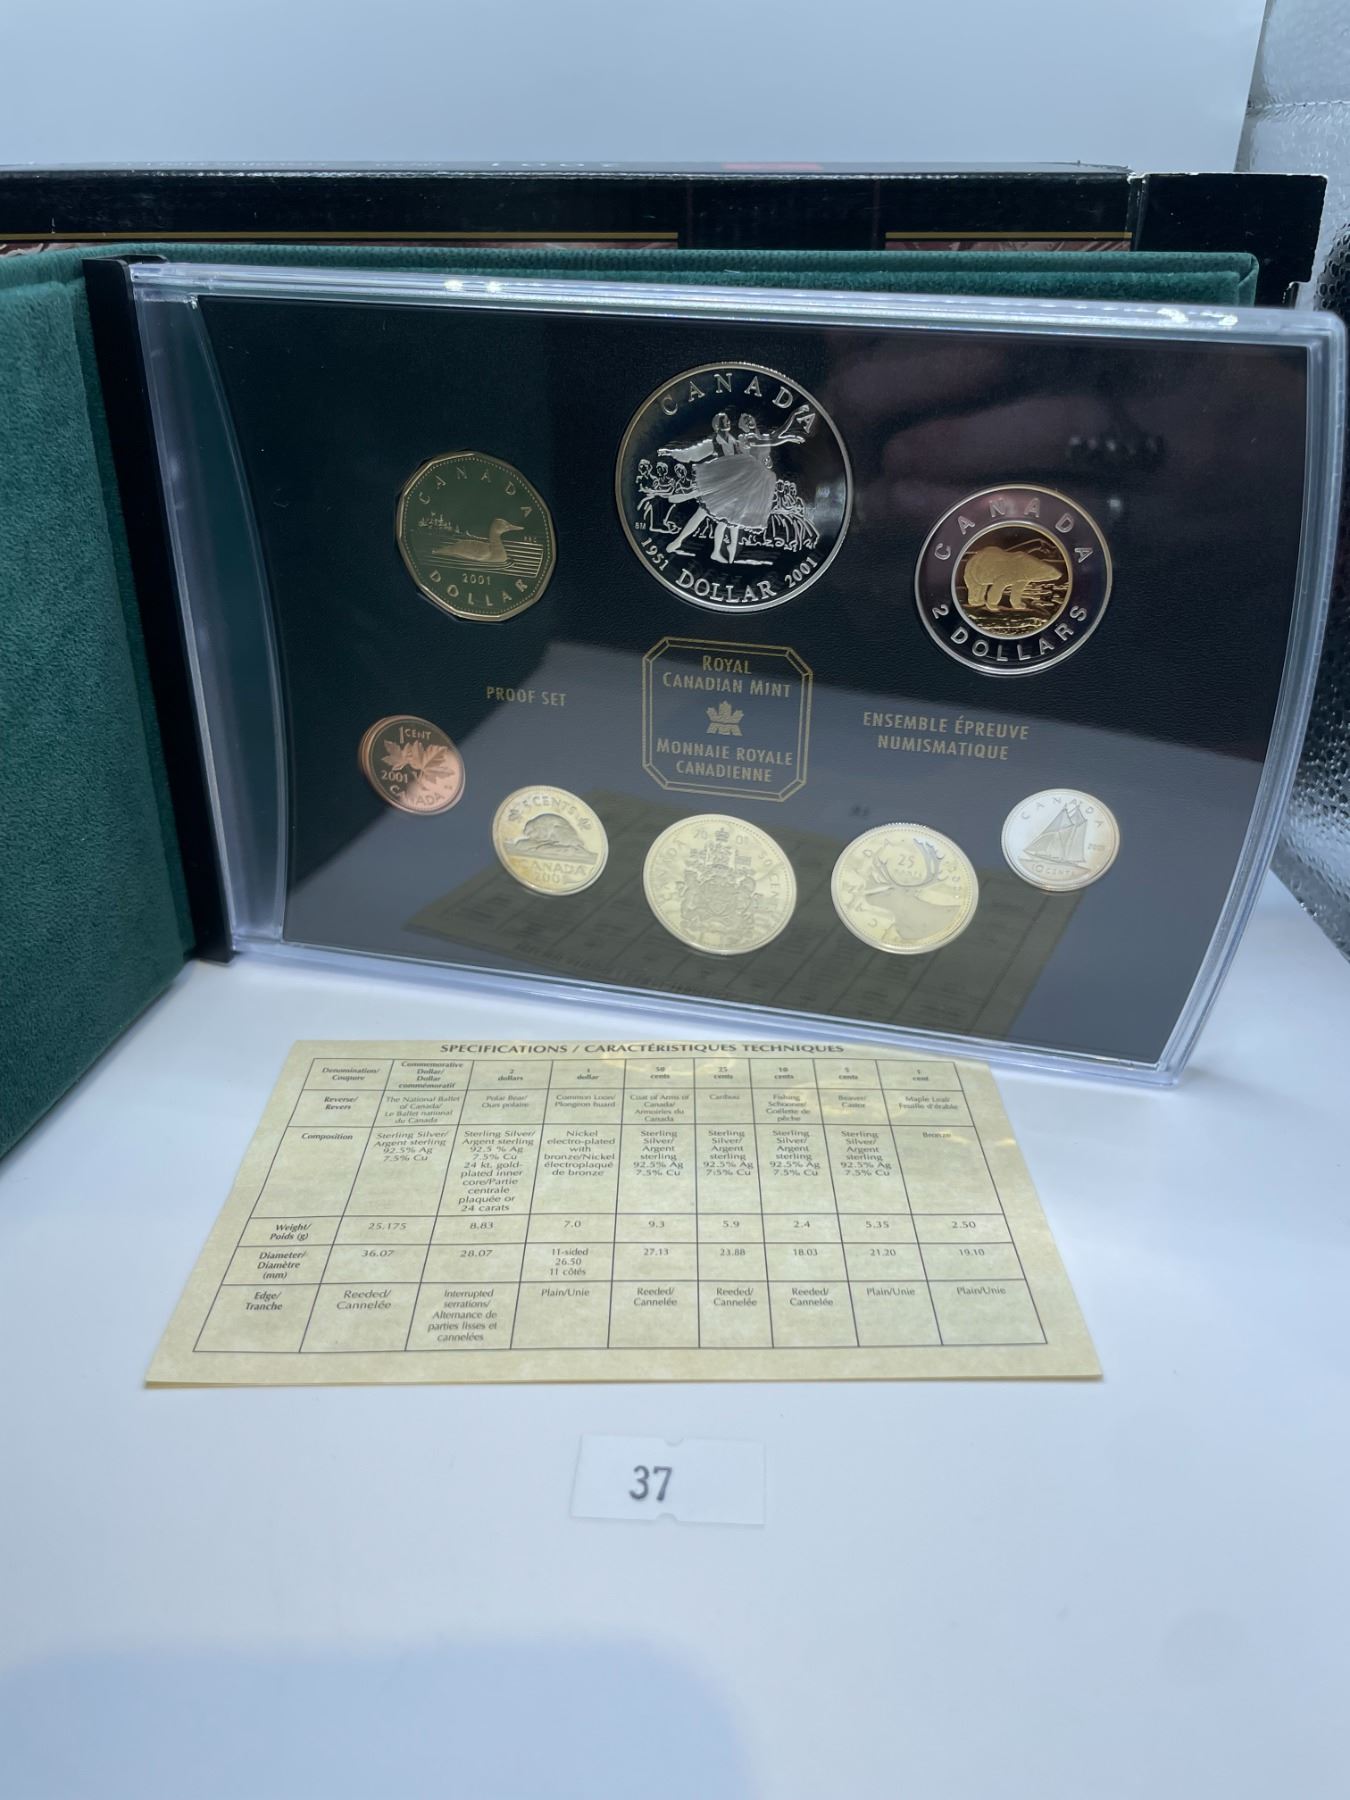 2001
CANADA
1951 DOLLAR 2001
BM
CANADA
2001
DOLLAR
CANADA
2 DOLLARS
ROYAL
CANADIAN MINT
MONNAIE ROYALE
CANADIENNE
PROOF SET
ENSEMBLE ÉPREUVE
NUMISMATIQUE
1 CENT
2001
CANADA
5 CENTS
CANADA
CANADA
50 CENTS
25
CANADA
CANADA
2001
10 CENTS
SPECIFICATIONS / CARACTÉRISTIQUES TECHNIQUES
Denomination/
Coupure
Commemorative
Dollar/
Dollar
commémoratif
2
dollars
1
dollar
50
cents
25
cents
10
cents
5
cents
1
cent
Reverse/
Revers
The National Ballet
of Canada/
Le Ballet national
du Canada
Polar Bear/
Ours polaire
Common Loon/
Plongeon huard
Coat of Arms of
Canada/
Armoiries du
Canada
Caribou
Fishing
Schooner/
Goélette de
pêche
Beaver/
Castor
Maple Leaf/
Feuille d'érable
Composition
Sterling Silver/
Argent sterling
92.5% Ag
7.5% Cu
Sterling Silver/
Argent sterling
92.5 % Ag
7.5% Cu
24 kt. gold-
plated inner
core/Partie
centrale
plaquée or
24 carats
Nickel
electro-plated
with
bronze/Nickel
électroplaqué
de bronze
Sterling
Silver/
Argent
sterling
92.5% Ag
7.5% Cu
Sterling
Silver/
Argent
sterling
92.5% Ag
7.5% Cu
Sterling
Silver/
Argent
sterling
92.5% Ag
7.5% Cu
Sterling
Silver/
Argent
sterling
92.5% Ag
7.5% Cu
Bronze
Weight/
Poids (g)
25.175
8.83
7.0
9.3
5.9
2.4
5.35
2.50
Diameter/
Diamètre
(mm)
36.07
28.07
11-sided
26.50
11 côtés
27.13
23.88
18.03
21.20
19.10
Edge/
Tranche
Reeded/
Cannelée
Interrupted
serrations/
Alternance de
parties lisses et
cannelées
Plain/Unie
Reeded/
Cannelée
Reeded/
Cannelée
Reeded/
Cannelée
Plain/Unie
Plain/Unie
37